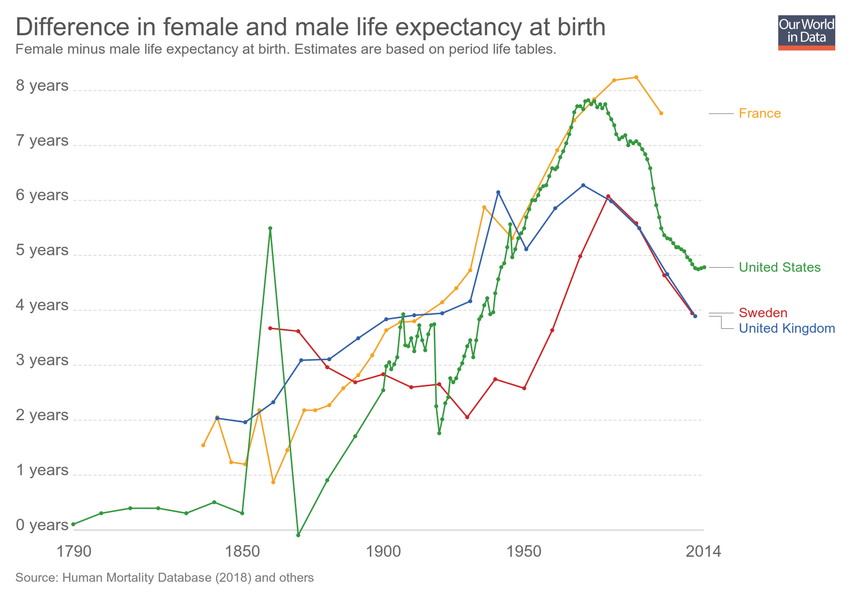 Difference in female and male life expectancy at birth
Our World
in Data
Female minus male life expectancy at birth. Estimates are based on period life tables.
8 years
France
7 years
6 years
5 years
United States
4 years
Sweden
United Kingdom
3 years
2 years
1 years
0 years
1790 1850 1900 1950 2014
Source: Human Mortality Database (2018) and others